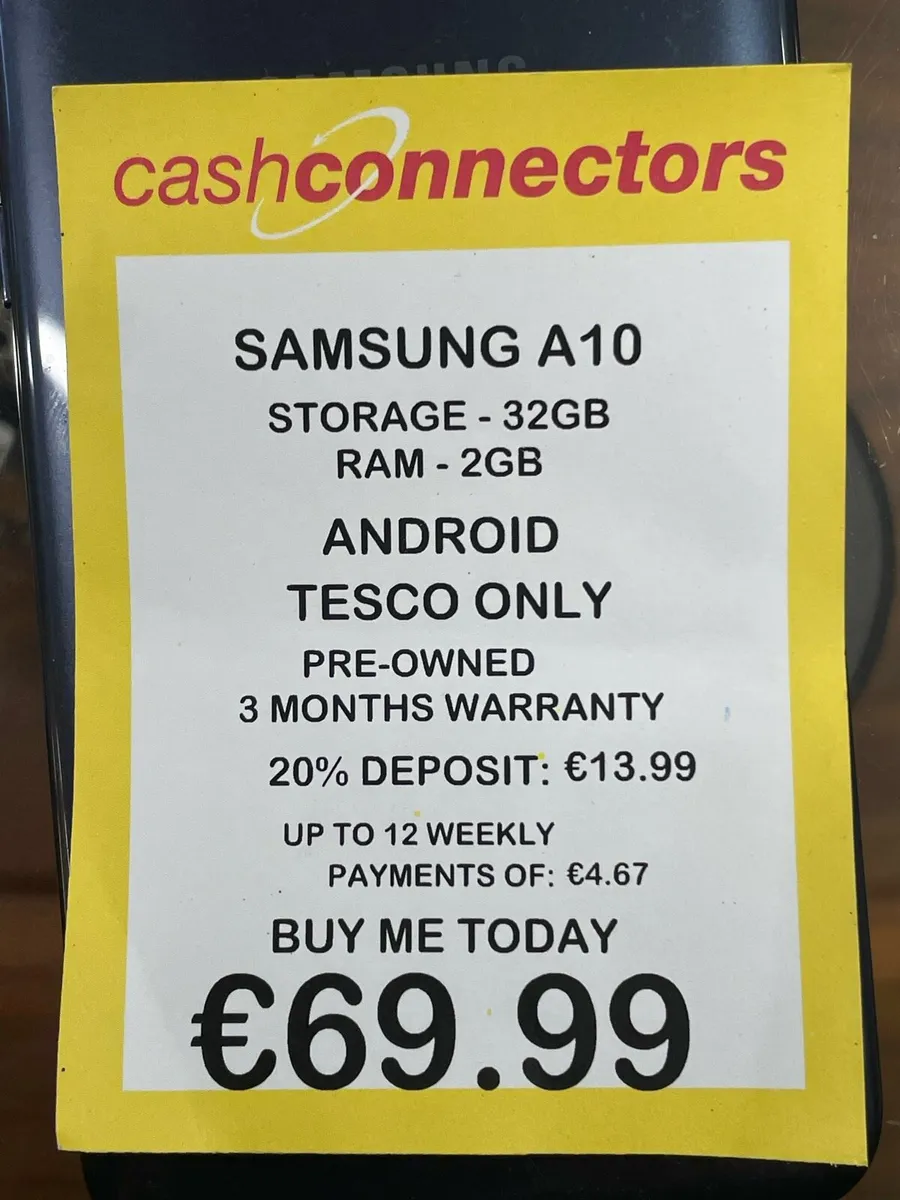 SAMSUNG
cashconnectors
SAMSUNG A10
STORAGE - 32GB
RAM - 2GB
ANDROID
TESCO ONLY
PRE-OWNED
3 MONTHS WARRANTY
20% DEPOSIT: €13.99
UP TO 12 WEEKLY
PAYMENTS OF: €4.67
BUY ME TODAY
€69.99